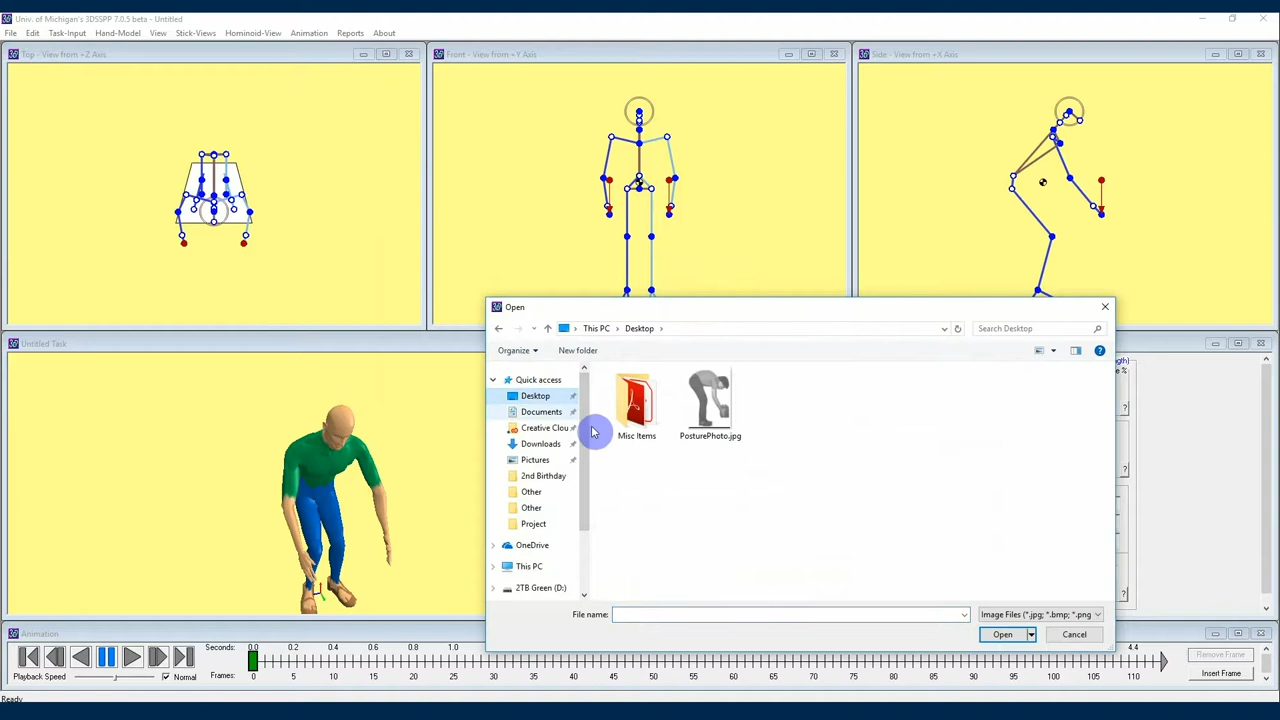 Univ. of Michigan's 3DSSPP 7.0.5 beta - Untitled
File Edit Task-Input Hand-Model View Stick-Views Hominoid-View Animation Reports About
Top - View from +Z Axis
Front - View from +Y Axis
Side - View from +X Axis
Open
This PC > Desktop >
Search Desktop
Organize
New folder
Quick access
Desktop
Documents
Creative Clou
Downloads
Pictures
2nd Birthday
Other
Other
Project
OneDrive
This PC
2TB Green (D:)
Misc Items
PosturePhoto.jpg
File name:
Image Files (*.jpg; *.bmp; *.png
Open
Cancel
Untitled Task
Animation
Seconds: 0.0 0.2 0.4 0.6 0.8 1.0 4.4
Playback Speed
Normal
Frames: 0 5 10 15 20 25 30 35 40 45 50 55 60 65 70 75 80 85 90 95 100 105 110
Remove Frame
Insert Frame
Ready